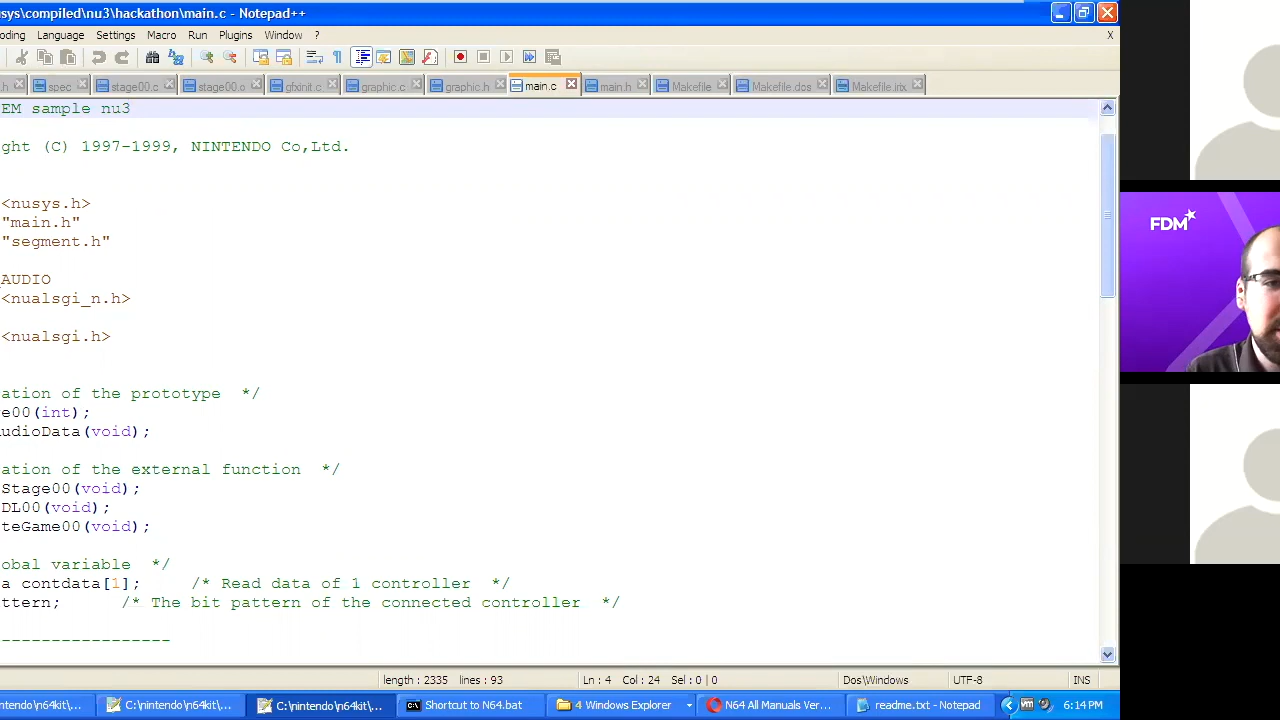 usys\compiled\nu3\hackathon\main.c - Notepad++
oding Language Settings Macro Run Plugins Window ? X
.h spec stage00.c stage00.o gfxinit.c graphic.c graphic.h main.c main.h Makefile Makefile.dos Makefile.irix
EM sample nu3
ght (C) 1997-1999, NINTENDO Co,Ltd.
<nusys.h>
"main.h"
"segment.h"
AUDIO
<nualsgi_n.h>
<nualsgi.h>
ation of the prototype */
e00(int);
udioData(void);
ation of the external function */
Stage00(void);
DL00(void);
teGame00(void);
obal variable */
a contdata[1]; /* Read data of 1 controller */
ttern; /* The bit pattern of the connected controller */
-----------------
length : 2335 lines : 93 Ln : 4 Col : 24 Sel : 0 | 0 Dos\Windows UTF-8 INS
intendo\n64kit\... C:\nintendo\n64kit\... C:\nintendo\n64kit\... Shortcut to N64.bat 4 Windows Explorer N64 All Manuals Ver... readme.txt - Notepad 6:14 PM
FDM